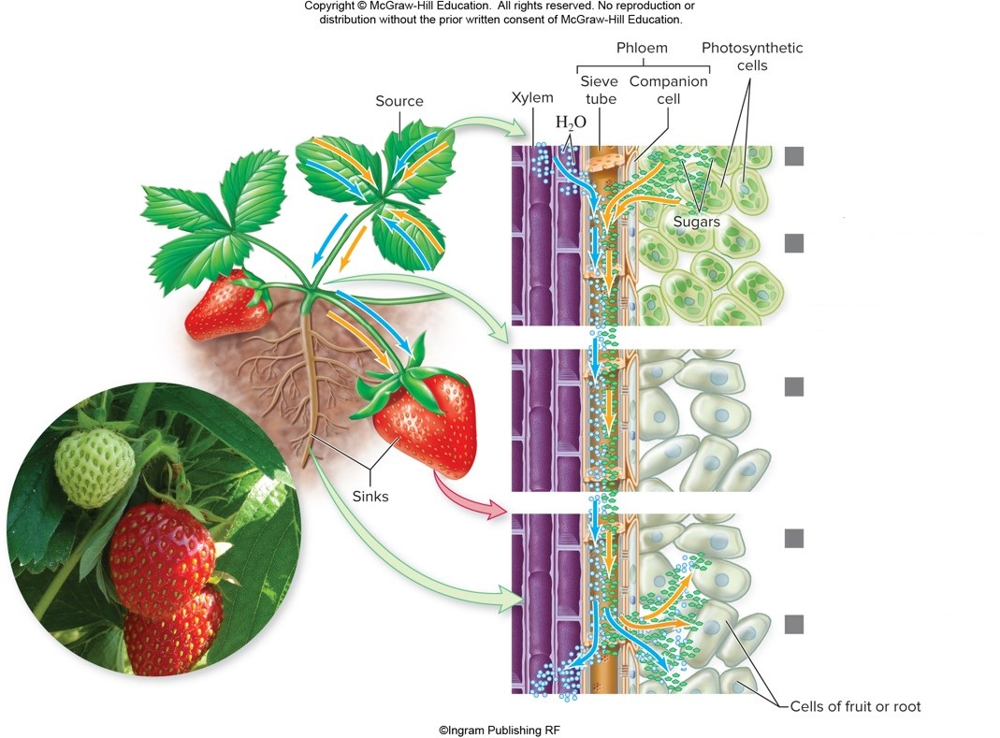 Copyright © McGraw-Hill Education.  All rights reserved. No reproduction or
distribution without the prior written consent of McGraw-Hill Education.
Phloem
Photosynthetic
cells
Source
Xylem
Sieve
tube
Companion
cell
H₂O
Sugars
Sinks
Cells of fruit or root
©Ingram Publishing RF